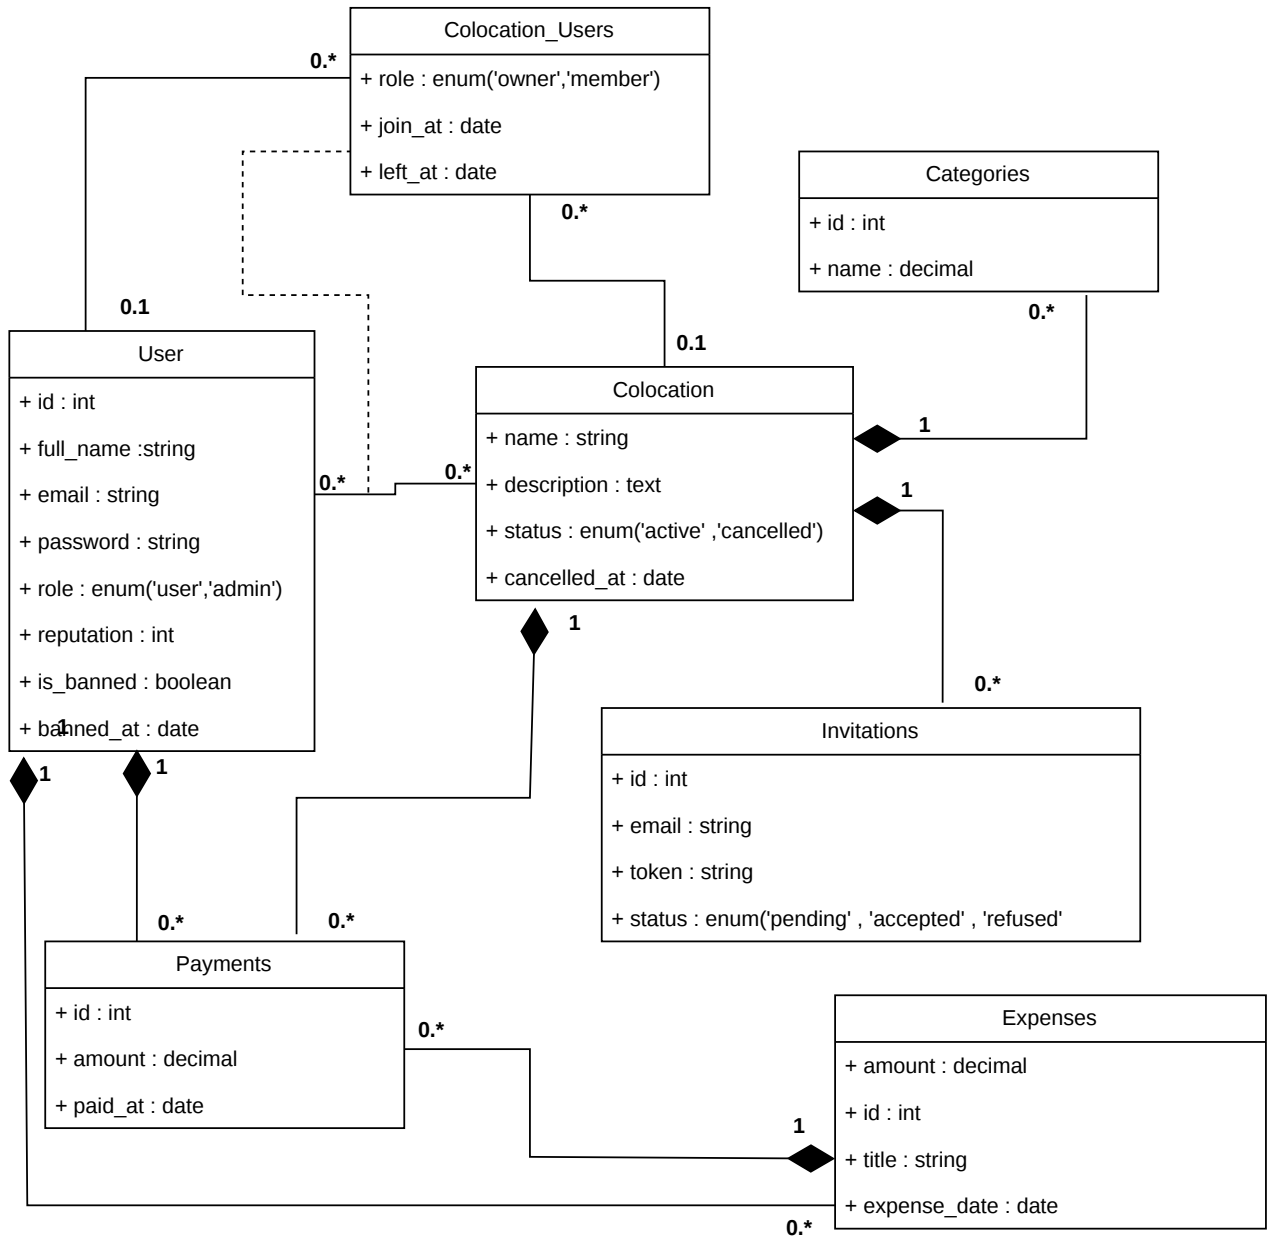 Colocation_Users
0.*
+ role : enum('owner','member')
+ join_at : date
+ left_at : date
0.*
Categories
+ id : int
+ name : decimal
0.*
0.1
0.1
User
+ id : int
+ full_name :string
+ email : string
+ password : string
+ role : enum('user','admin')
+ reputation : int
+ is_banned : boolean
+ banned_at : date
1
0.*
0.*
Colocation
+ name : string
+ description : text
+ status : enum('active' ,'cancelled')
+ cancelled_at : date
1
1
1
0.*
1
1
Invitations
+ id : int
+ email : string
+ token : string
+ status : enum('pending' , 'accepted' , 'refused'
0.*
0.*
Payments
+ id : int
+ amount : decimal
+ paid_at : date
0.*
1
Expenses
+ amount : decimal
+ id : int
+ title : string
+ expense_date : date
0.*